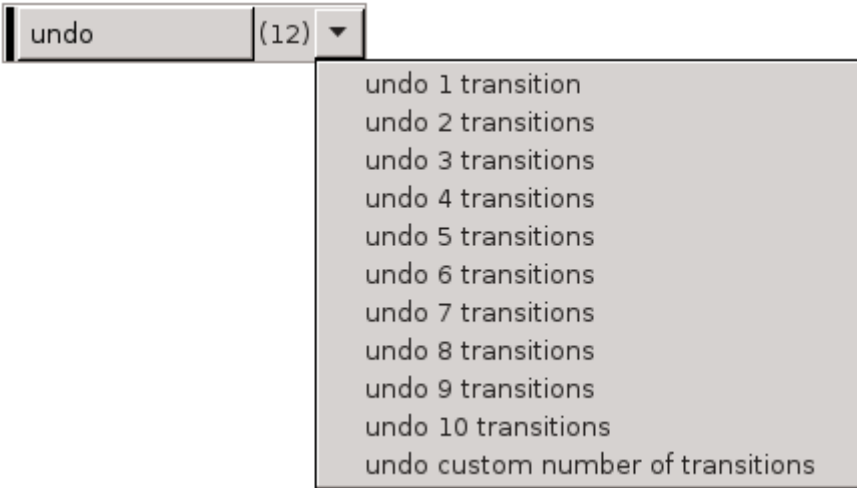 undo (12)
undo 1 transition
undo 2 transitions
undo 3 transitions
undo 4 transitions
undo 5 transitions
undo 6 transitions
undo 7 transitions
undo 8 transitions
undo 9 transitions
undo 10 transitions
undo custom number of transitions